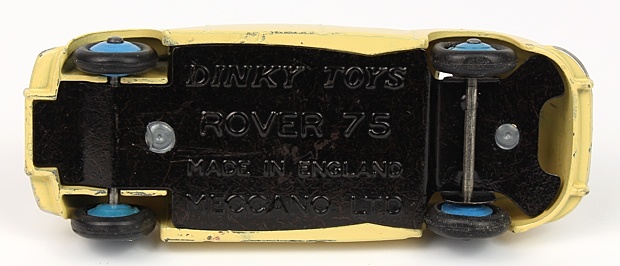 DINKY TOYS
ROVER 75
MADE IN ENGLAND
MECCANO LTD